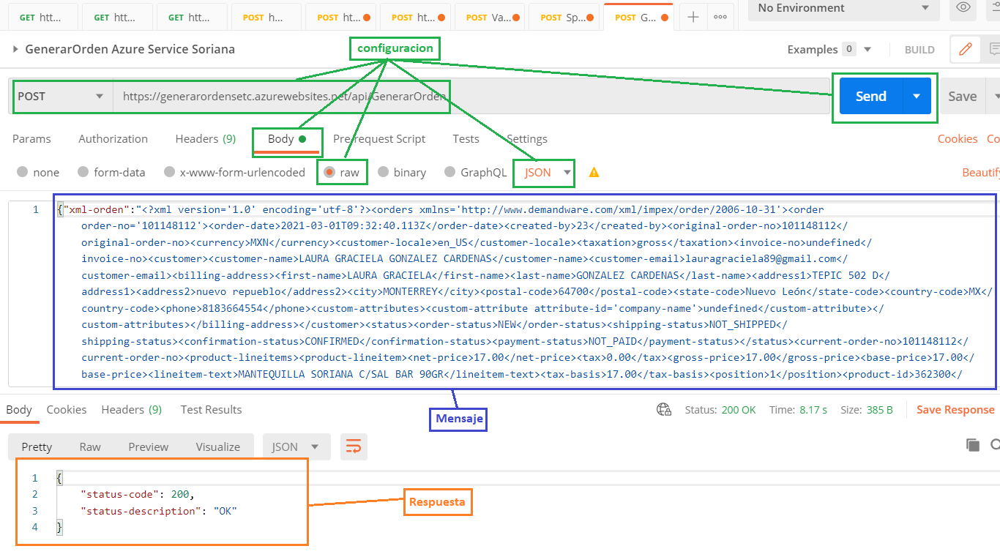 GET htt... GET htt... GET htt... POST h... POST ht... POST ht... POST Va... POST Sp... POST G... No Environment
GenerarOrden Azure Service Soriana configuracion Examples 0 BUILD
POST https://generarordensetc.azurewebsites.net/api/GenerarOrden Send Save
Params Authorization Headers (9) Body Pre-request Script Tests Settings Cookies Co
none form-data x-www-form-urlencoded raw binary GraphQL JSON Beautify
1 {"xml-orden":"<?xml version='1.0' encoding='utf-8'?><orders xmlns='http://www.demandware.com/xml/impex/order/2006-10-31'><order
order-no='101148112'><order-date>2021-03-01T09:32:40.113Z</order-date><created-by>23</created-by><original-order-no>101148112</
original-order-no><currency>MXN</currency><customer-locale>en_US</customer-locale><taxation>gross</taxation><invoice-no>undefined</
invoice-no><customer><customer-name>LAURA GRACIELA GONZALEZ CARDENAS</customer-name><customer-email>lauragraciela89@gmail.com</
customer-email><billing-address><first-name>LAURA GRACIELA</first-name><last-name>GONZALEZ CARDENAS</last-name><address1>TEPIC 502 D</
address1><address2>nuevo repueblo</address2><city>MONTERREY</city><postal-code>64700</postal-code><state-code>Nuevo León</state-code><country-code>MX</
country-code><phone>8183664554</phone><custom-attributes><custom-attribute attribute-id='company-name'>undefined</custom-attribute></
custom-attributes></billing-address></customer><status><order-status>NEW</order-status><shipping-status>NOT_SHIPPED</
shipping-status><confirmation-status>CONFIRMED</confirmation-status><payment-status>NOT_PAID</payment-status></status><current-order-no>101148112</
current-order-no><product-lineitems><product-lineitem><net-price>17.00</net-price><tax>0.00</tax><gross-price>17.00</gross-price><base-price>17.00</
base-price><lineitem-text>MANTEQUILLA SORIANA C/SAL BAR 90GR</lineitem-text><tax-basis>17.00</tax-basis><position>1</position><product-id>362300</
Body Cookies Headers (9) Test Results Mensaje Status: 200 OK Time: 8.17 s Size: 385 B Save Response
Pretty Raw Preview Visualize JSON
1 {
2 "status-code": 200,
3 "status-description": "OK"
4 }
Respuesta